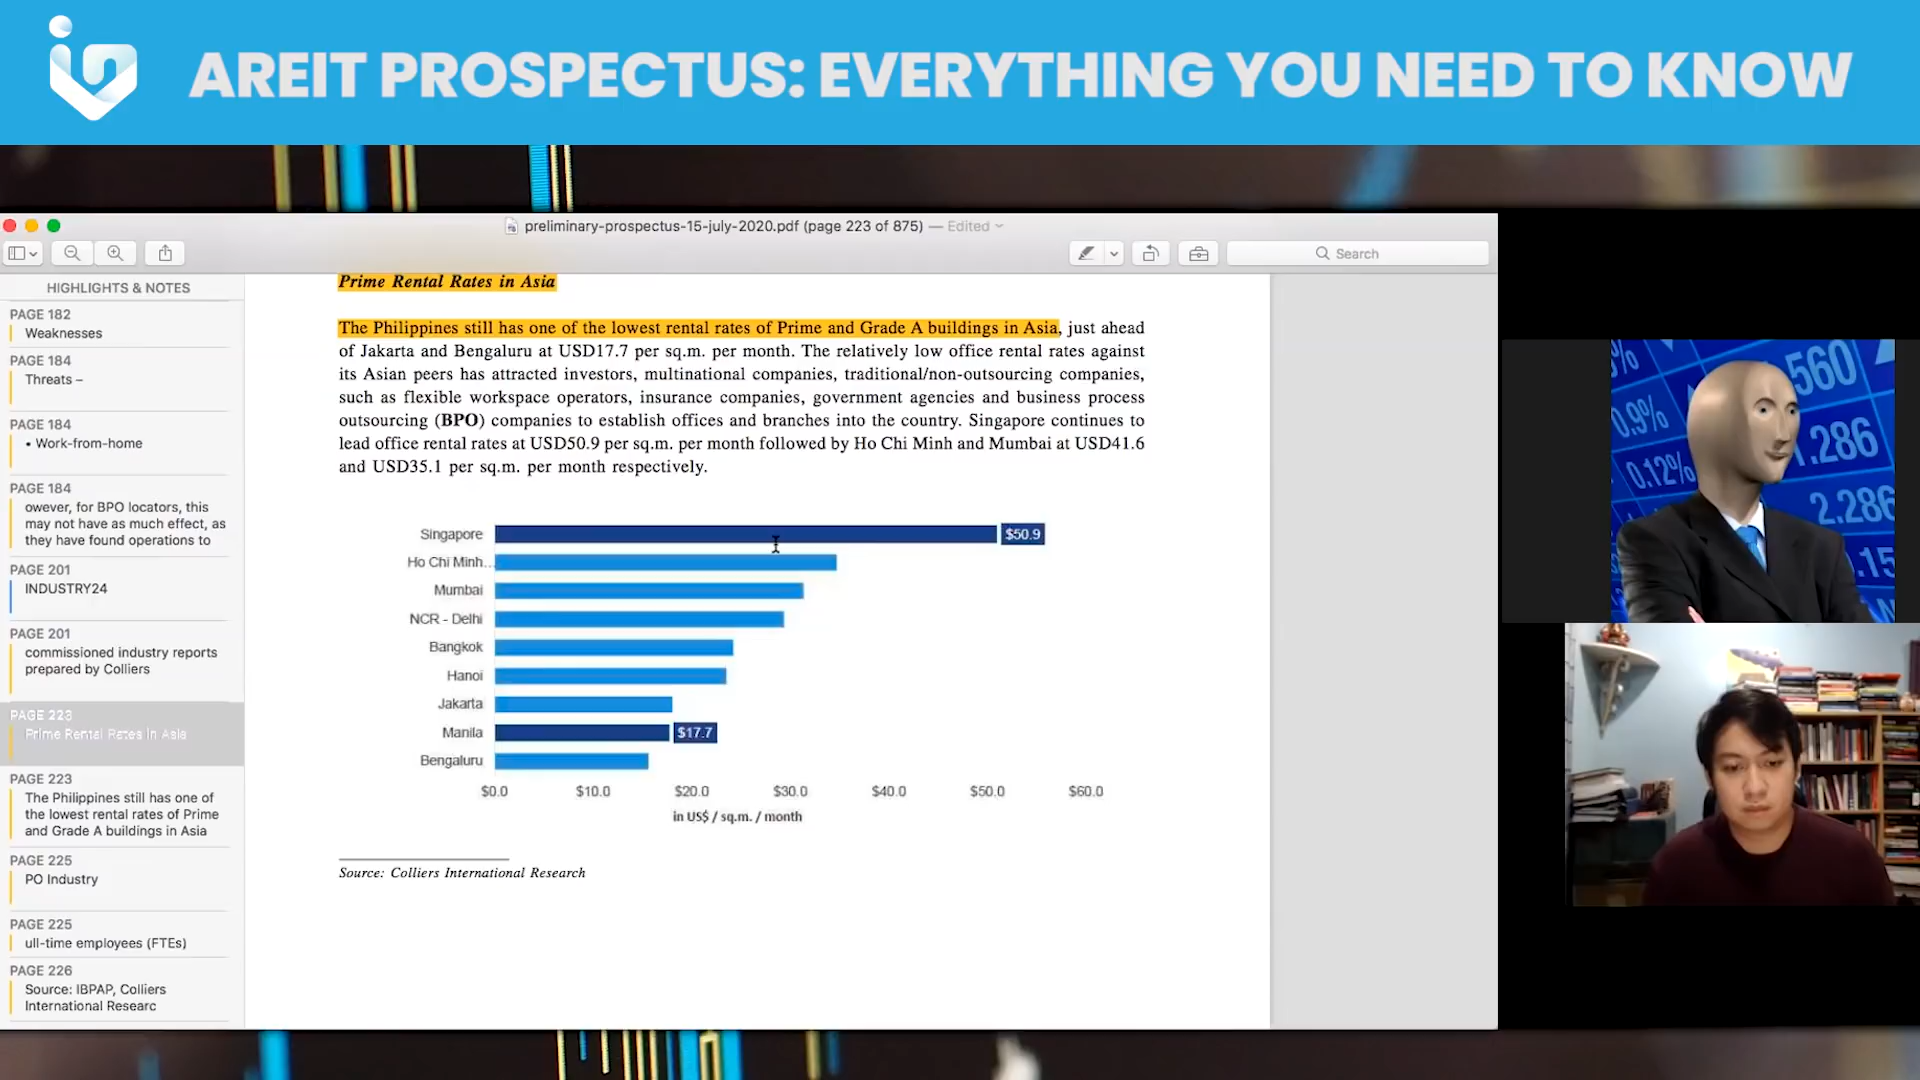 AREIT PROSPECTUS: EVERYTHING YOU NEED TO KNOW
preliminary-prospectus-15-july-2020.pdf (page 223 of 875) — Edited
Search
HIGHLIGHTS & NOTES
PAGE 182
Weaknesses
PAGE 184
Threats –
PAGE 184
• Work-from-home
PAGE 184
owever, for BPO locators, this
may not have as much effect, as
they have found operations to
PAGE 201
INDUSTRY24
PAGE 201
commissioned industry reports
prepared by Colliers
PAGE 223
Prime Rental Rates in Asia
PAGE 223
The Philippines still has one of
the lowest rental rates of Prime
and Grade A buildings in Asia
PAGE 225
PO Industry
PAGE 225
ull-time employees (FTEs)
PAGE 226
Source: IBPAP, Colliers
International Researc
Prime Rental Rates in Asia
The Philippines still has one of the lowest rental rates of Prime and Grade A buildings in Asia, just ahead
of Jakarta and Bengaluru at USD17.7 per sq.m. per month. The relatively low office rental rates against
its Asian peers has attracted investors, multinational companies, traditional/non-outsourcing companies,
such as flexible workspace operators, insurance companies, government agencies and business process
outsourcing (BPO) companies to establish offices and branches into the country. Singapore continues to
lead office rental rates at USD50.9 per sq.m. per month followed by Ho Chi Minh and Mumbai at USD41.6
and USD35.1 per sq.m. per month respectively.
Singapore $50.9
Ho Chi Minh...
Mumbai
NCR - Delhi
Bangkok
Hanoi
Jakarta
Manila $17.7
Bengaluru
$0.0 $10.0 $20.0 $30.0 $40.0 $50.0 $60.0
in US$ / sq.m. / month
Source: Colliers International Research
560
0.9%
1.286
0.12%
2.286
.15